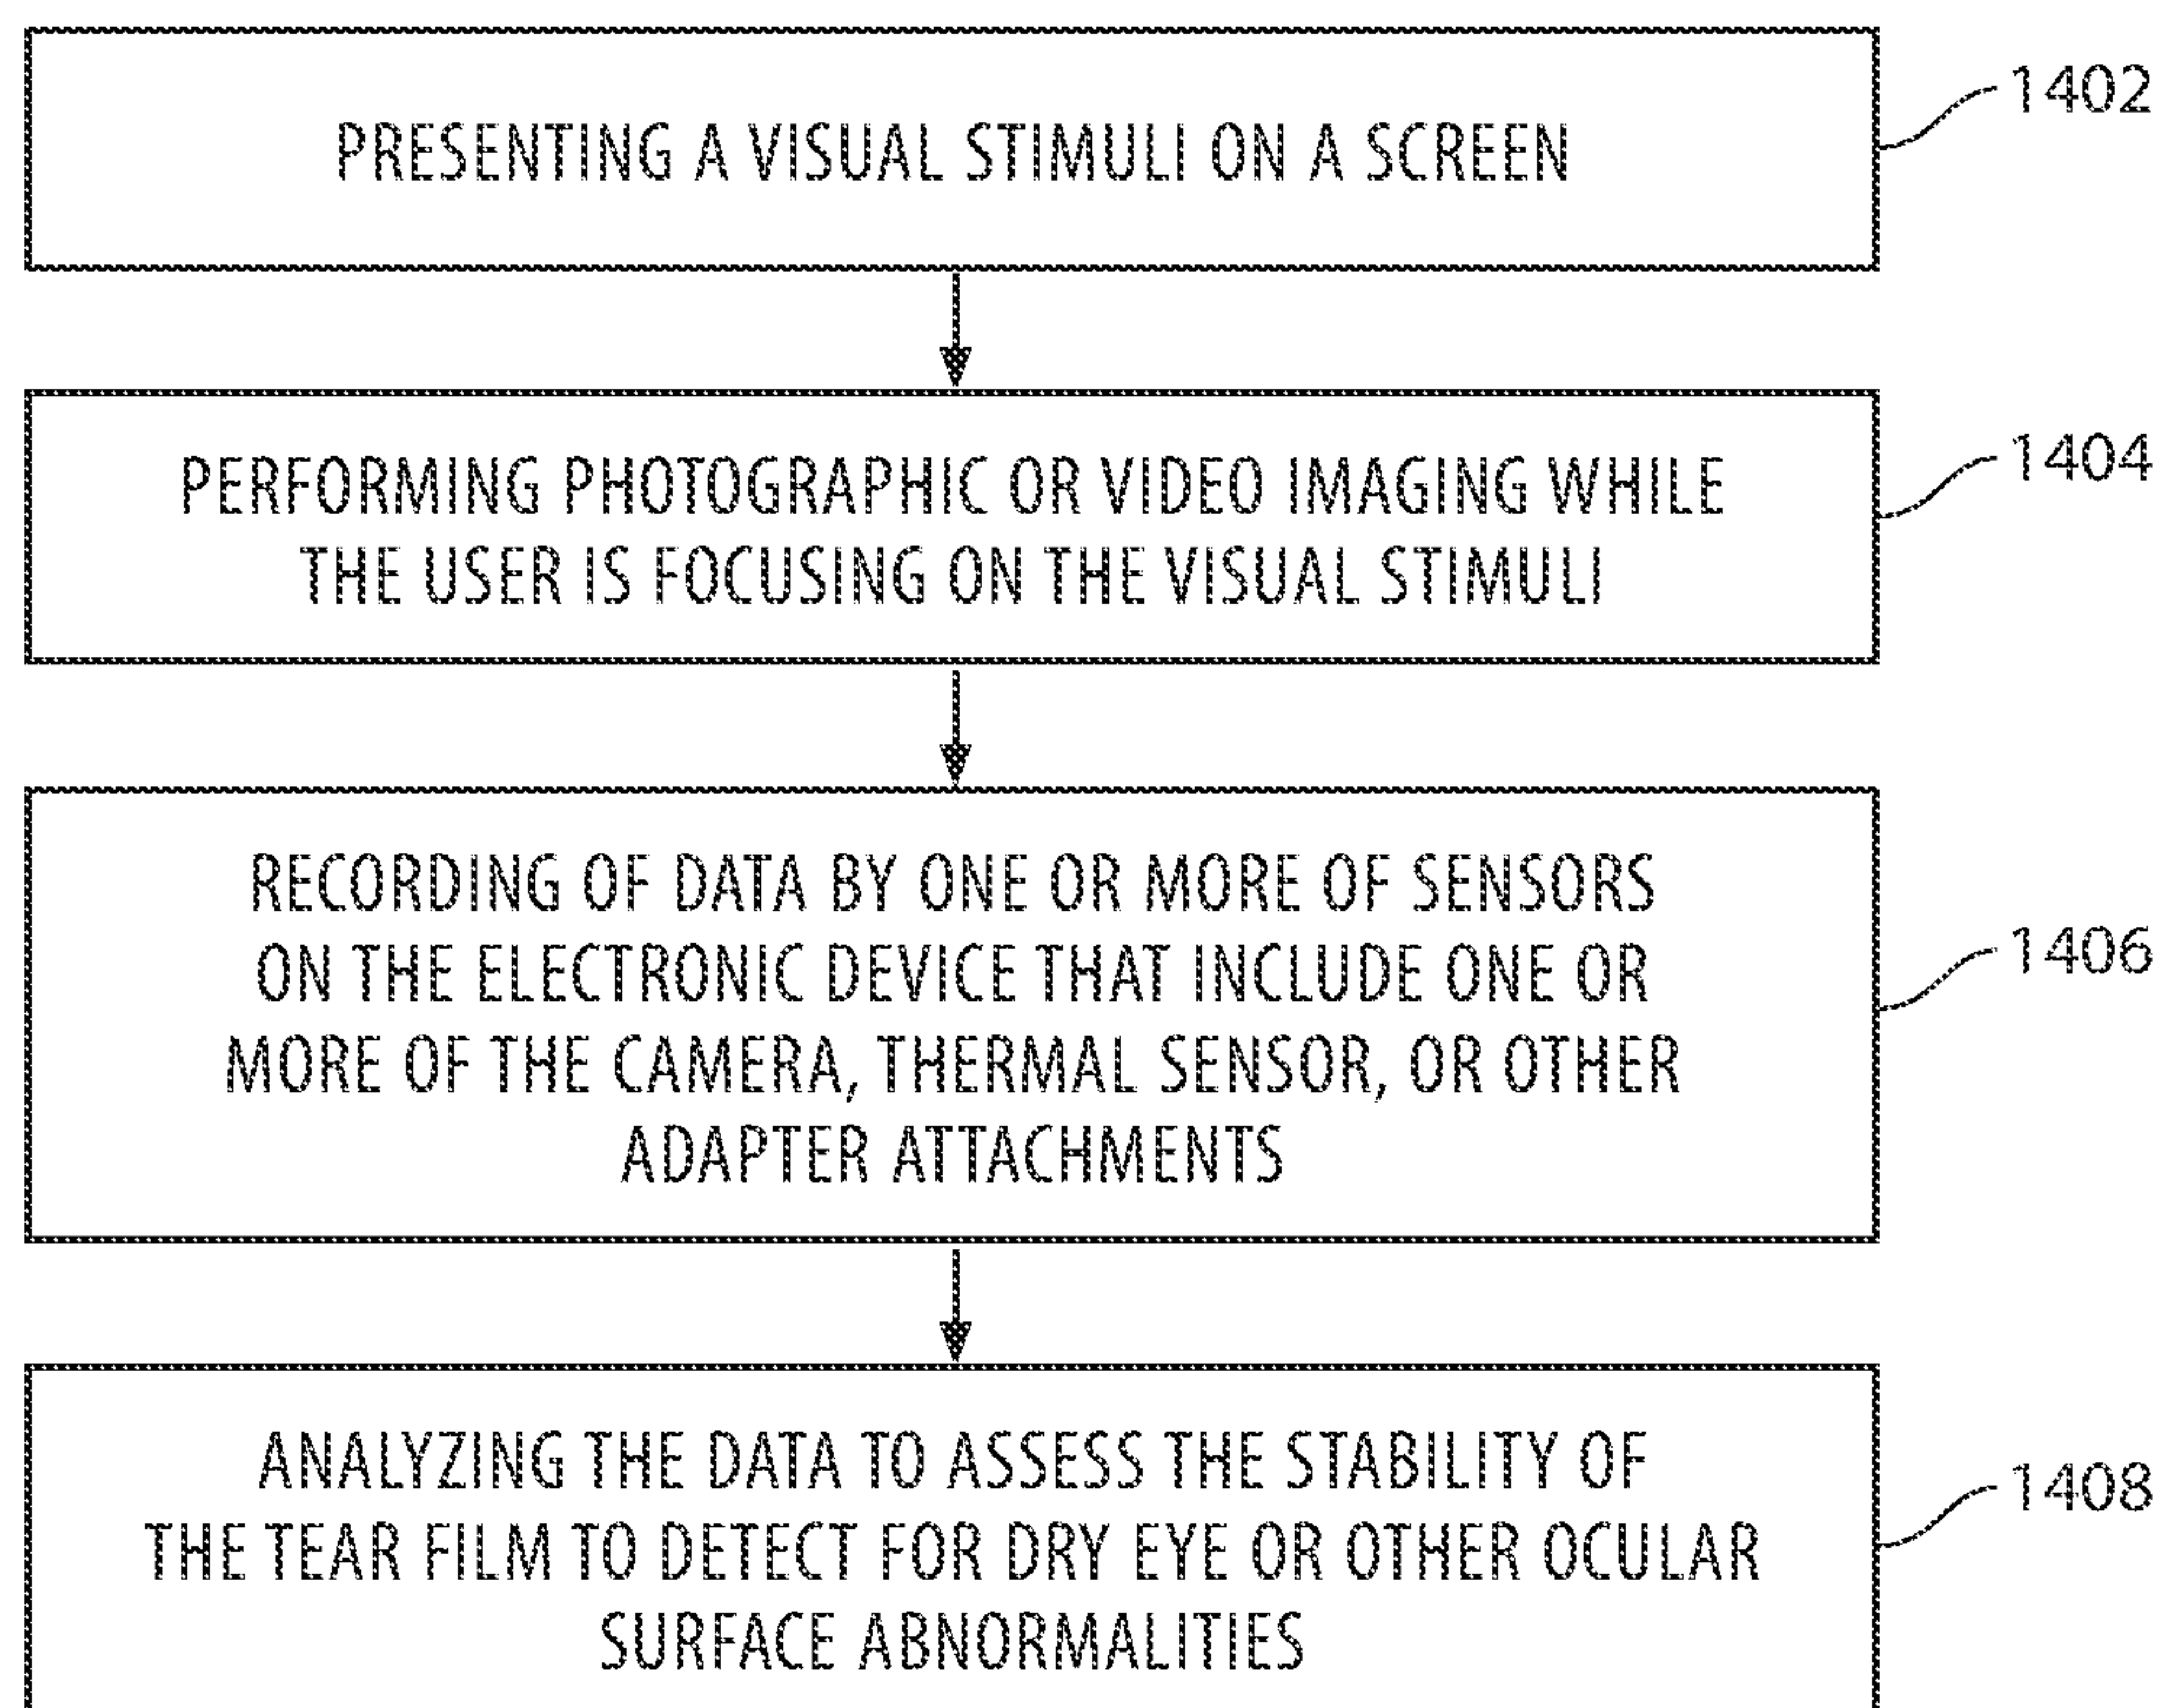 PRESENTING A VISUAL STIMULI ON A SCREEN
1402
PERFORMING PHOTOGRAPHIC OR VIDEO IMAGING WHILE
THE USER IS FOCUSING ON THE VISUAL STIMULI
1404
RECORDING OF DATA BY ONE OR MORE OF SENSORS
ON THE ELECTRONIC DEVICE THAT INCLUDE ONE OR
MORE OF THE CAMERA, THERMAL SENSOR, OR OTHER
ADAPTER ATTACHMENTS
1406
ANALYZING THE DATA TO ASSESS THE STABILITY OF
THE TEAR FILM TO DETECT FOR DRY EYE OR OTHER OCULAR
SURFACE ABNORMALITIES
1408